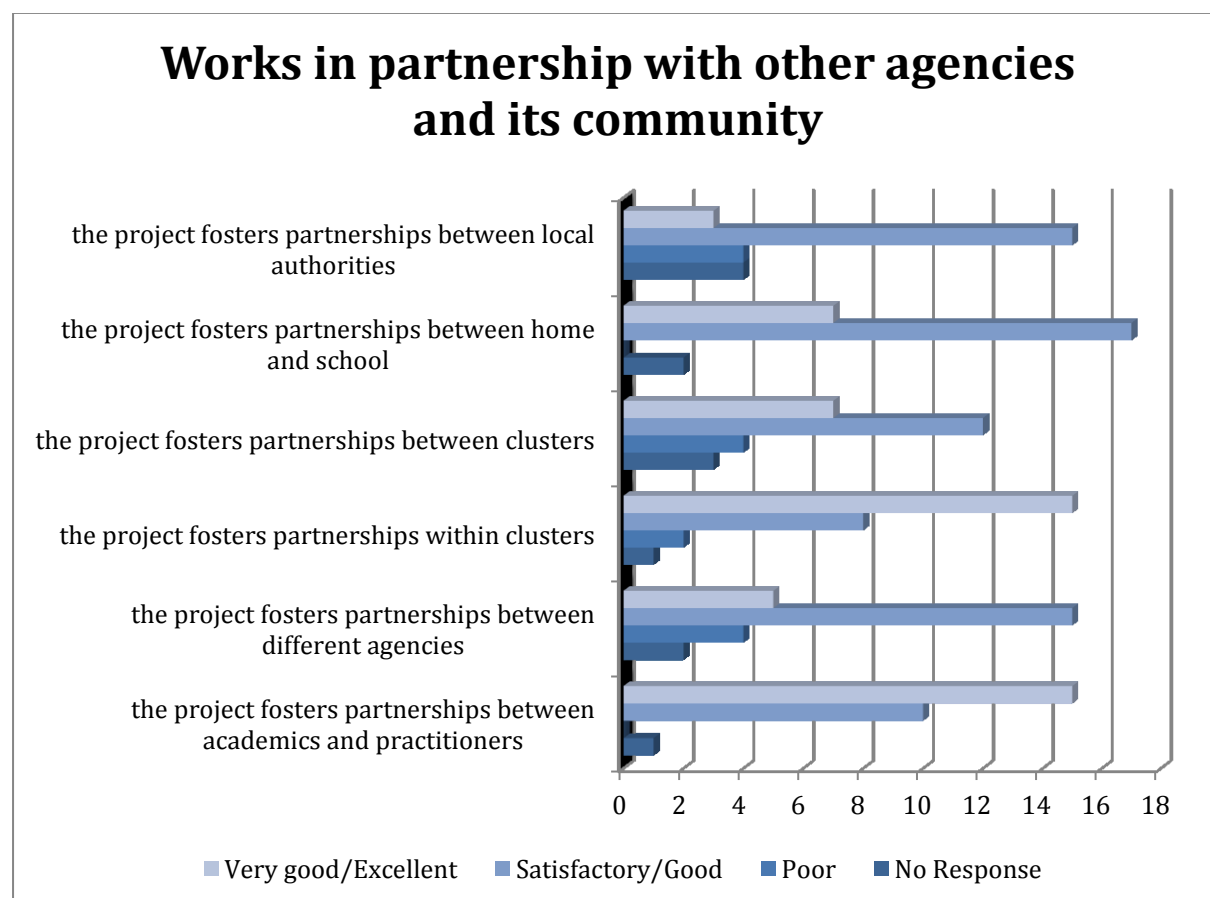 Works in partnership with other agencies
and its community
the project fosters partnerships between local
authorities
the project fosters partnerships between home
and school
the project fosters partnerships between clusters
the project fosters partnerships within clusters
the project fosters partnerships between
different agencies
the project fosters partnerships between
academics and practitioners
0 2 4 6 8 10 12 14 16 18
Very good/Excellent Satisfactory/Good Poor No Response